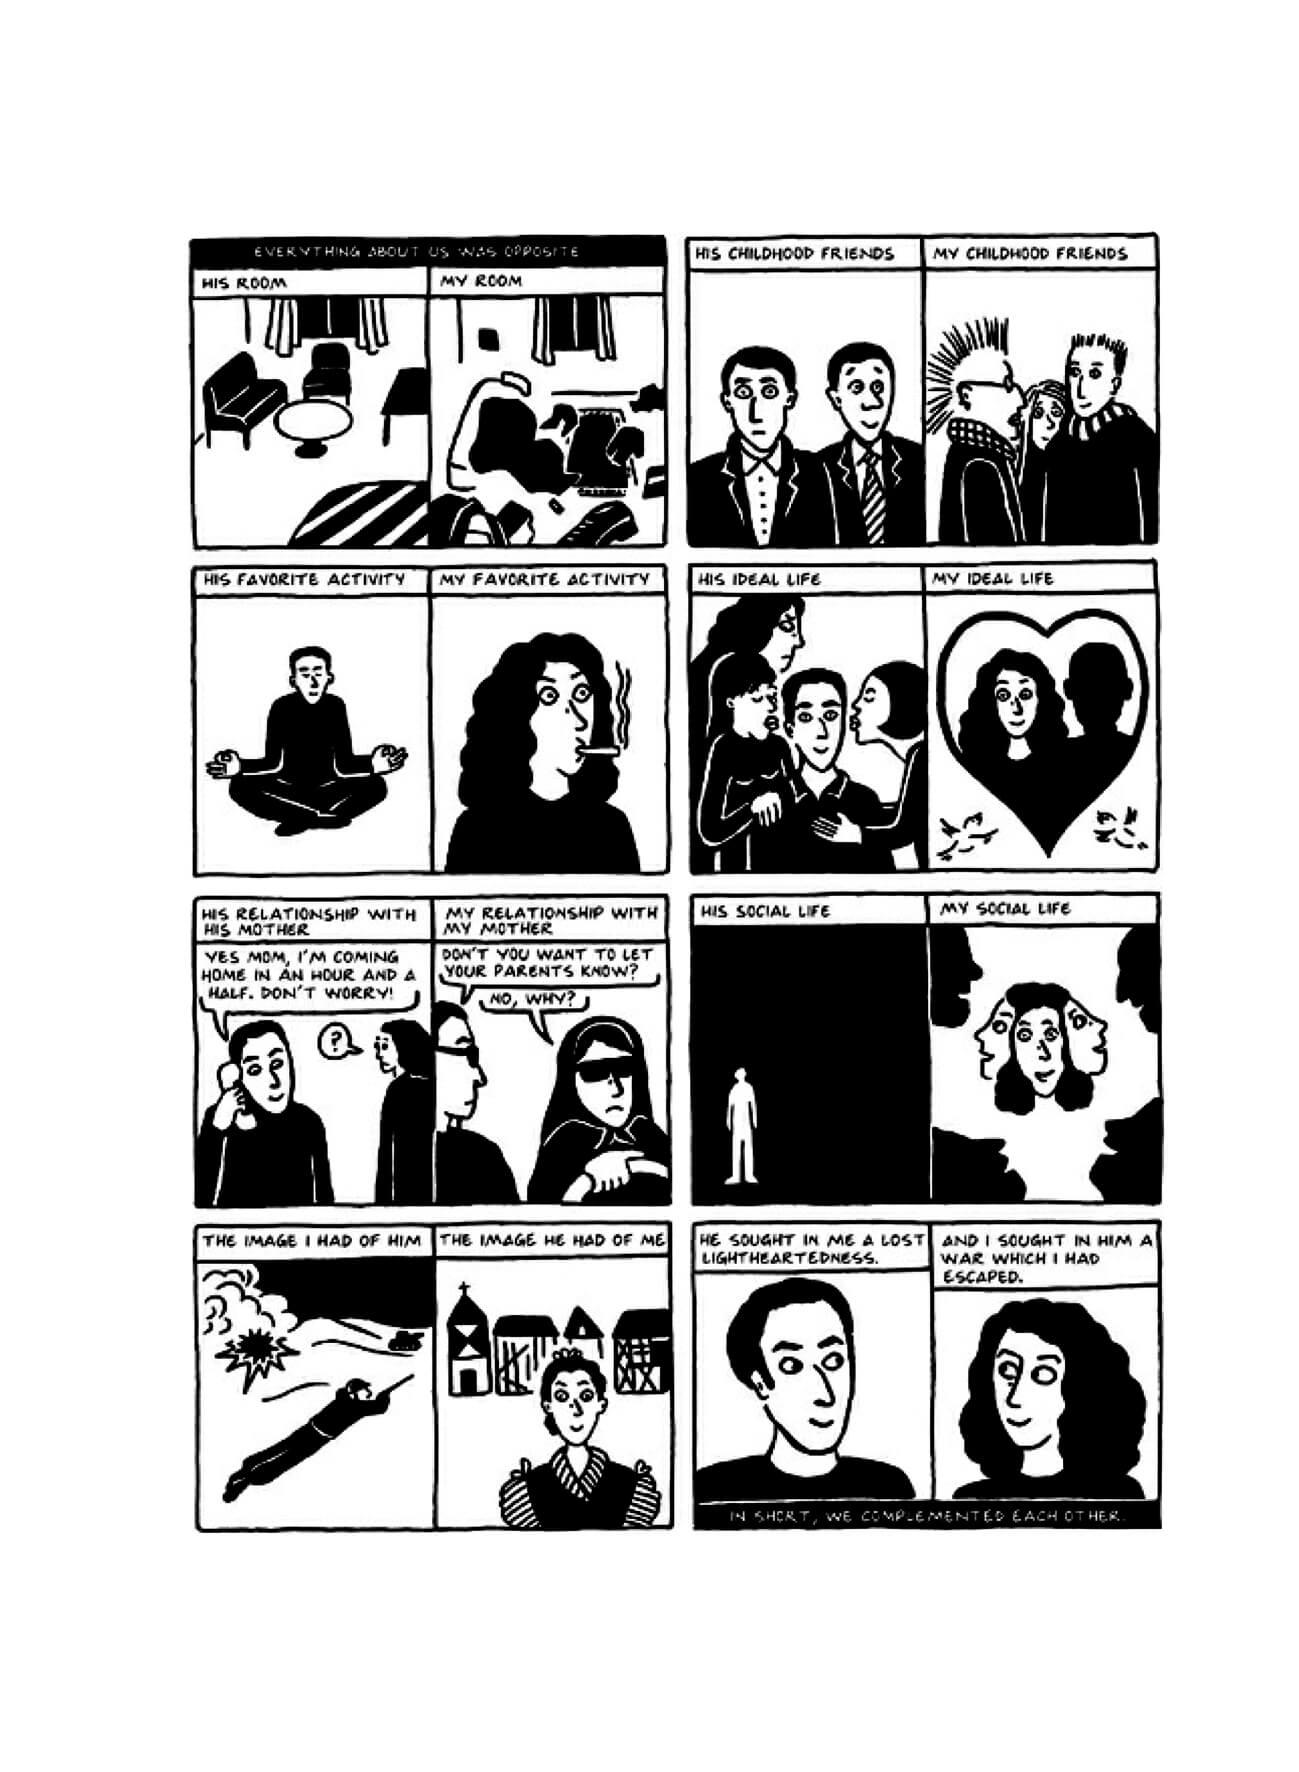 EVERYTHING ABOUT US WAS OPPOSITE
HIS ROOM
MY ROOM
HIS CHILDHOOD FRIENDS
MY CHILDHOOD FRIENDS
HIS FAVORITE ACTIVITY
MY FAVORITE ACTIVITY
HIS IDEAL LIFE
MY IDEAL LIFE
HIS RELATIONSHIP WITH
HIS MOTHER
YES MOM, I'M COMING
HOME IN AN HOUR AND A
HALF. DON'T WORRY!
?
MY RELATIONSHIP WITH
MY MOTHER
DON'T YOU WANT TO LET
YOUR PARENTS KNOW?
NO, WHY?
HIS SOCIAL LIFE
MY SOCIAL LIFE
THE IMAGE I HAD OF HIM
THE IMAGE HE HAD OF ME
HE SOUGHT IN ME A LOST
LIGHTHEARTEDNESS.
AND I SOUGHT IN HIM A
WAR WHICH I HAD
ESCAPED.
IN SHORT, WE COMPLEMENTED EACH OTHER.